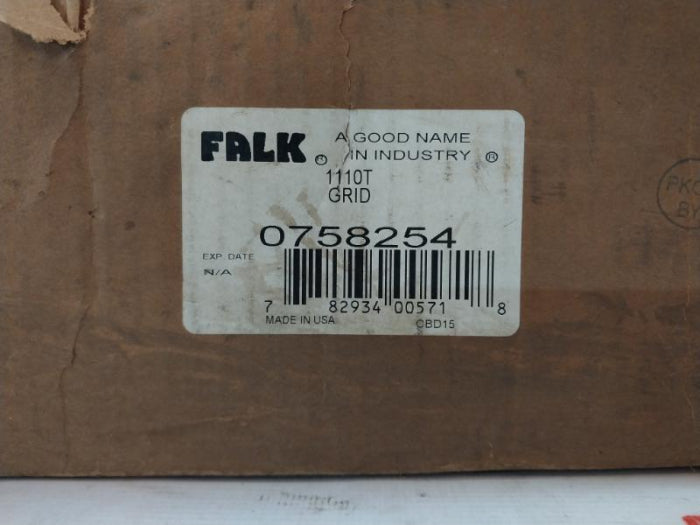 FALK® A GOOD NAME
IN INDUSTRY ®
1110T
GRID
0758254
EXP. DATE
N/A
7 82934 00571 8
MADE IN USA CBD15